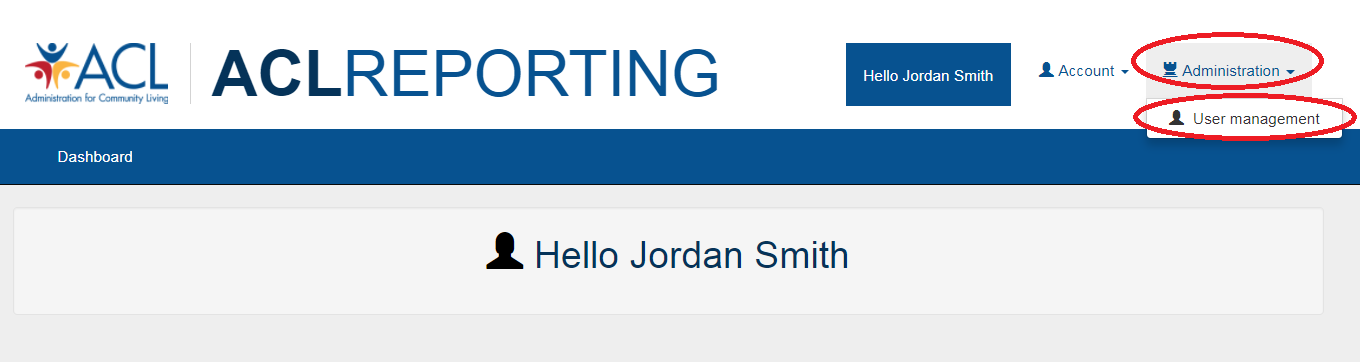 ACL
Administration for Community Living
ACLREPORTING
Hello Jordan Smith
Account
Administration
User management
Dashboard
Hello Jordan Smith